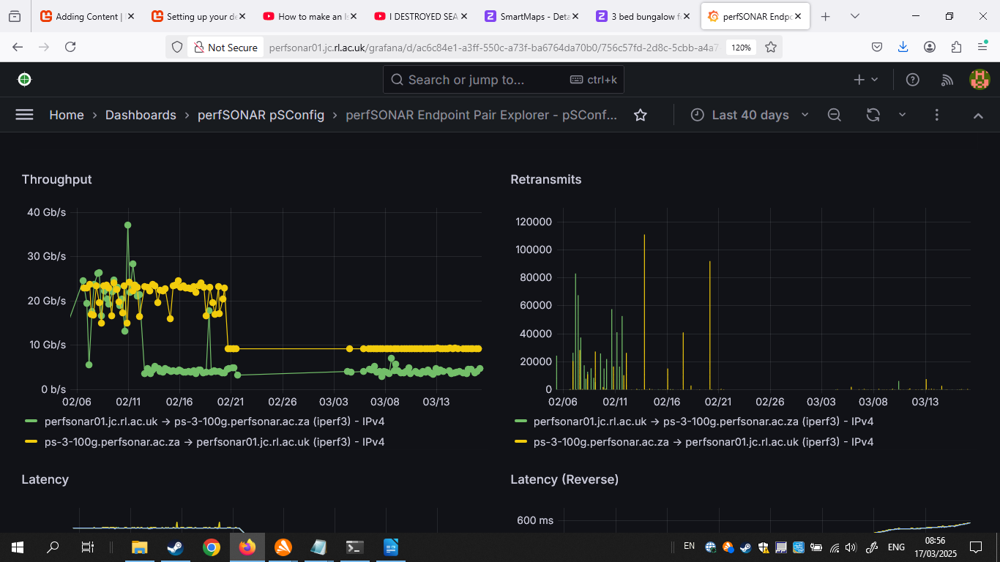 Adding Content |
Setting up your de
How to make an Is
I DESTROYED SEA
SmartMaps - Deta
3 bed bungalow fo
perfSONAR Endpo
Not Secure
perfsonar01.jc.rl.ac.uk/grafana/d/ac6c84e1-a3ff-550c-a73f-ba6764da70b0/756c57fd-2d8c-5cbb-a4a7
120%
Search or jump to...
ctrl+k
Home › Dashboards › perfSONAR pSConfig › perfSONAR Endpoint Pair Explorer - pSConf...
Last 40 days
Throughput
40 Gb/s
30 Gb/s
20 Gb/s
10 Gb/s
0 b/s
02/06 02/11 02/16 02/21 02/26 03/03 03/08 03/13
perfsonar01.jc.rl.ac.uk → ps-3-100g.perfsonar.ac.za (iperf3) - IPv4
ps-3-100g.perfsonar.ac.za → perfsonar01.jc.rl.ac.uk (iperf3) - IPv4
Retransmits
120000
100000
80000
60000
40000
20000
0
02/06 02/11 02/16 02/21 02/26 03/03 03/08 03/13
perfsonar01.jc.rl.ac.uk → ps-3-100g.perfsonar.ac.za (iperf3) - IPv4
ps-3-100g.perfsonar.ac.za → perfsonar01.jc.rl.ac.uk (iperf3) - IPv4
Latency
Latency (Reverse)
600 ms
EN
ENG
08:56
17/03/2025